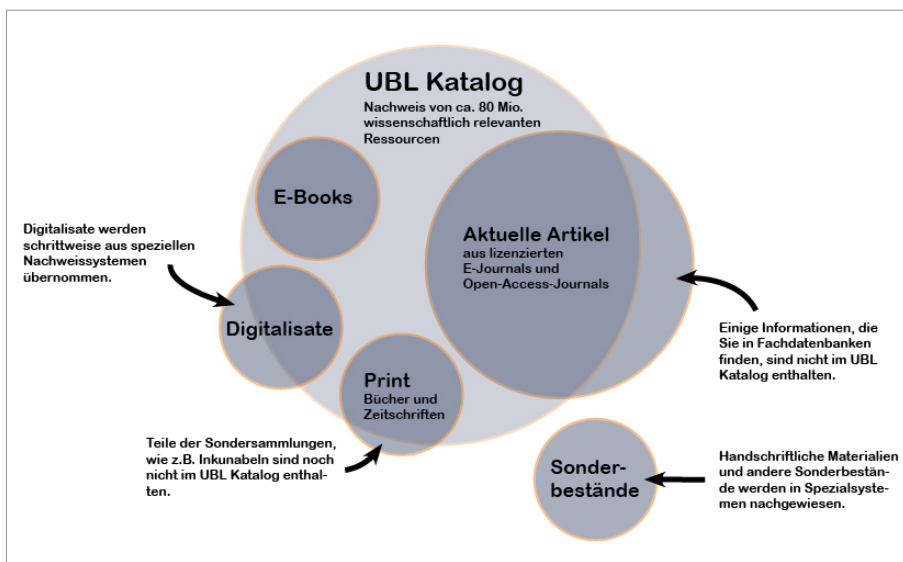 UBL Katalog
Nachweis von ca. 80 Mio.
wissenschaftlich relevanten
Ressourcen
E-Books
Aktuelle Artikel
aus lizenzierten
E-Journals und
Open-Access-Journals
Digitalisate werden
schrittweise aus speziellen
Nachweissystemen
übernommen.
Digitalisate
Einige Informationen, die
Sie in Fachdatenbanken
finden, sind nicht im UBL
Katalog enthalten.
Print
Bücher und
Zeitschriften
Teile der Sondersammlungen,
wie z.B. Inkunabeln sind noch
nicht im UBL Katalog enthal-
ten.
Sonder-
bestände
Handschriftliche Materialien
und andere Sonderbestän-
de werden in Spezialsyste-
men nachgewiesen.